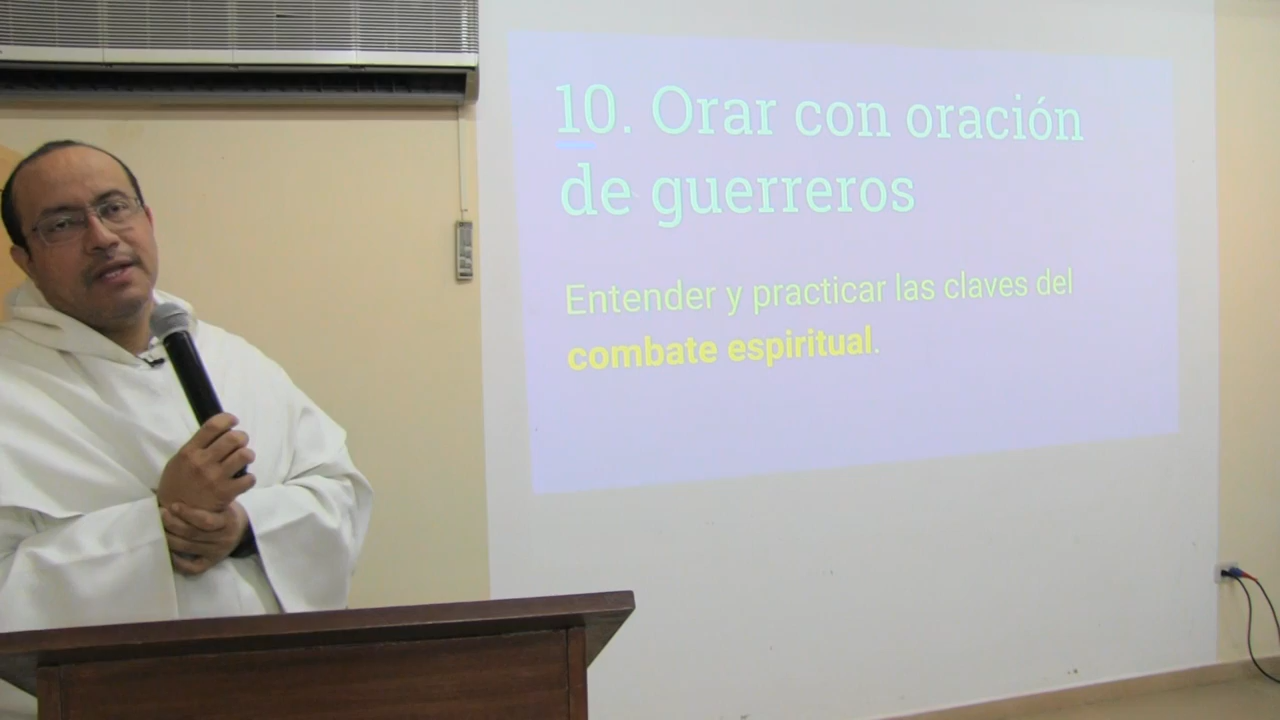 10. Orar con oración
de guerreros
Entender y practicar las claves del
combate espiritual.